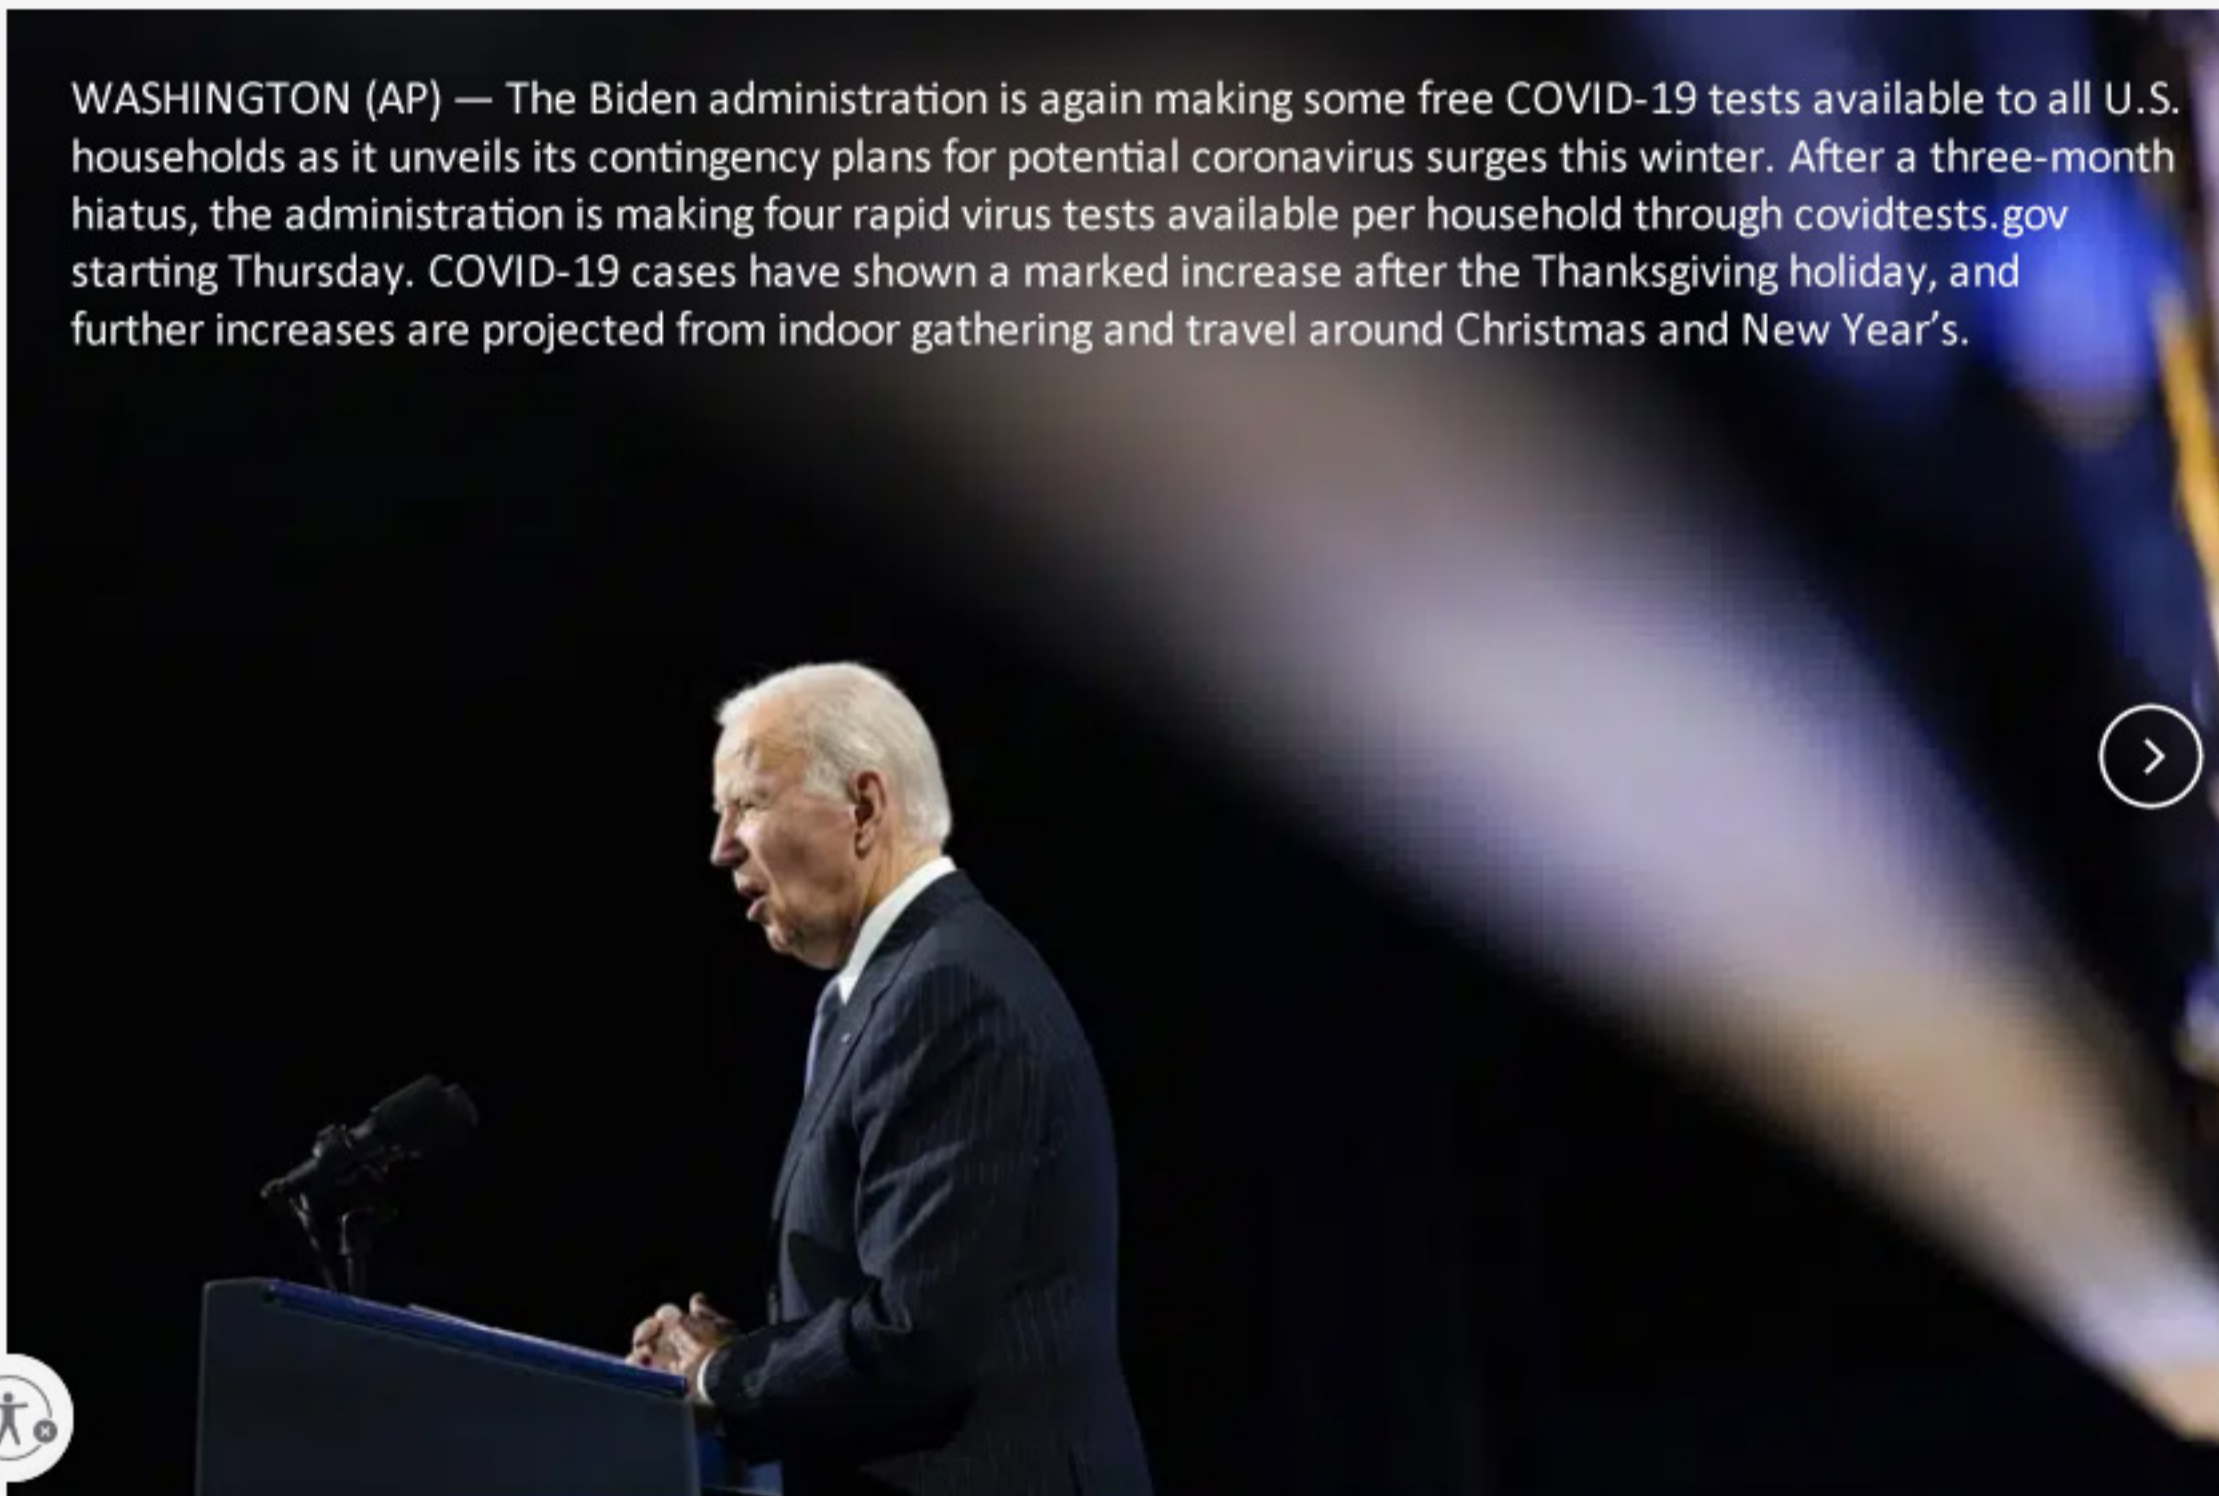 WASHINGTON (AP) — The Biden administration is again making some free COVID-19 tests available to all U.S.
households as it unveils its contingency plans for potential coronavirus surges this winter. After a three-month
hiatus, the administration is making four rapid virus tests available per household through covidtests.gov
starting Thursday. COVID-19 cases have shown a marked increase after the Thanksgiving holiday, and
further increases are projected from indoor gathering and travel around Christmas and New Year’s.